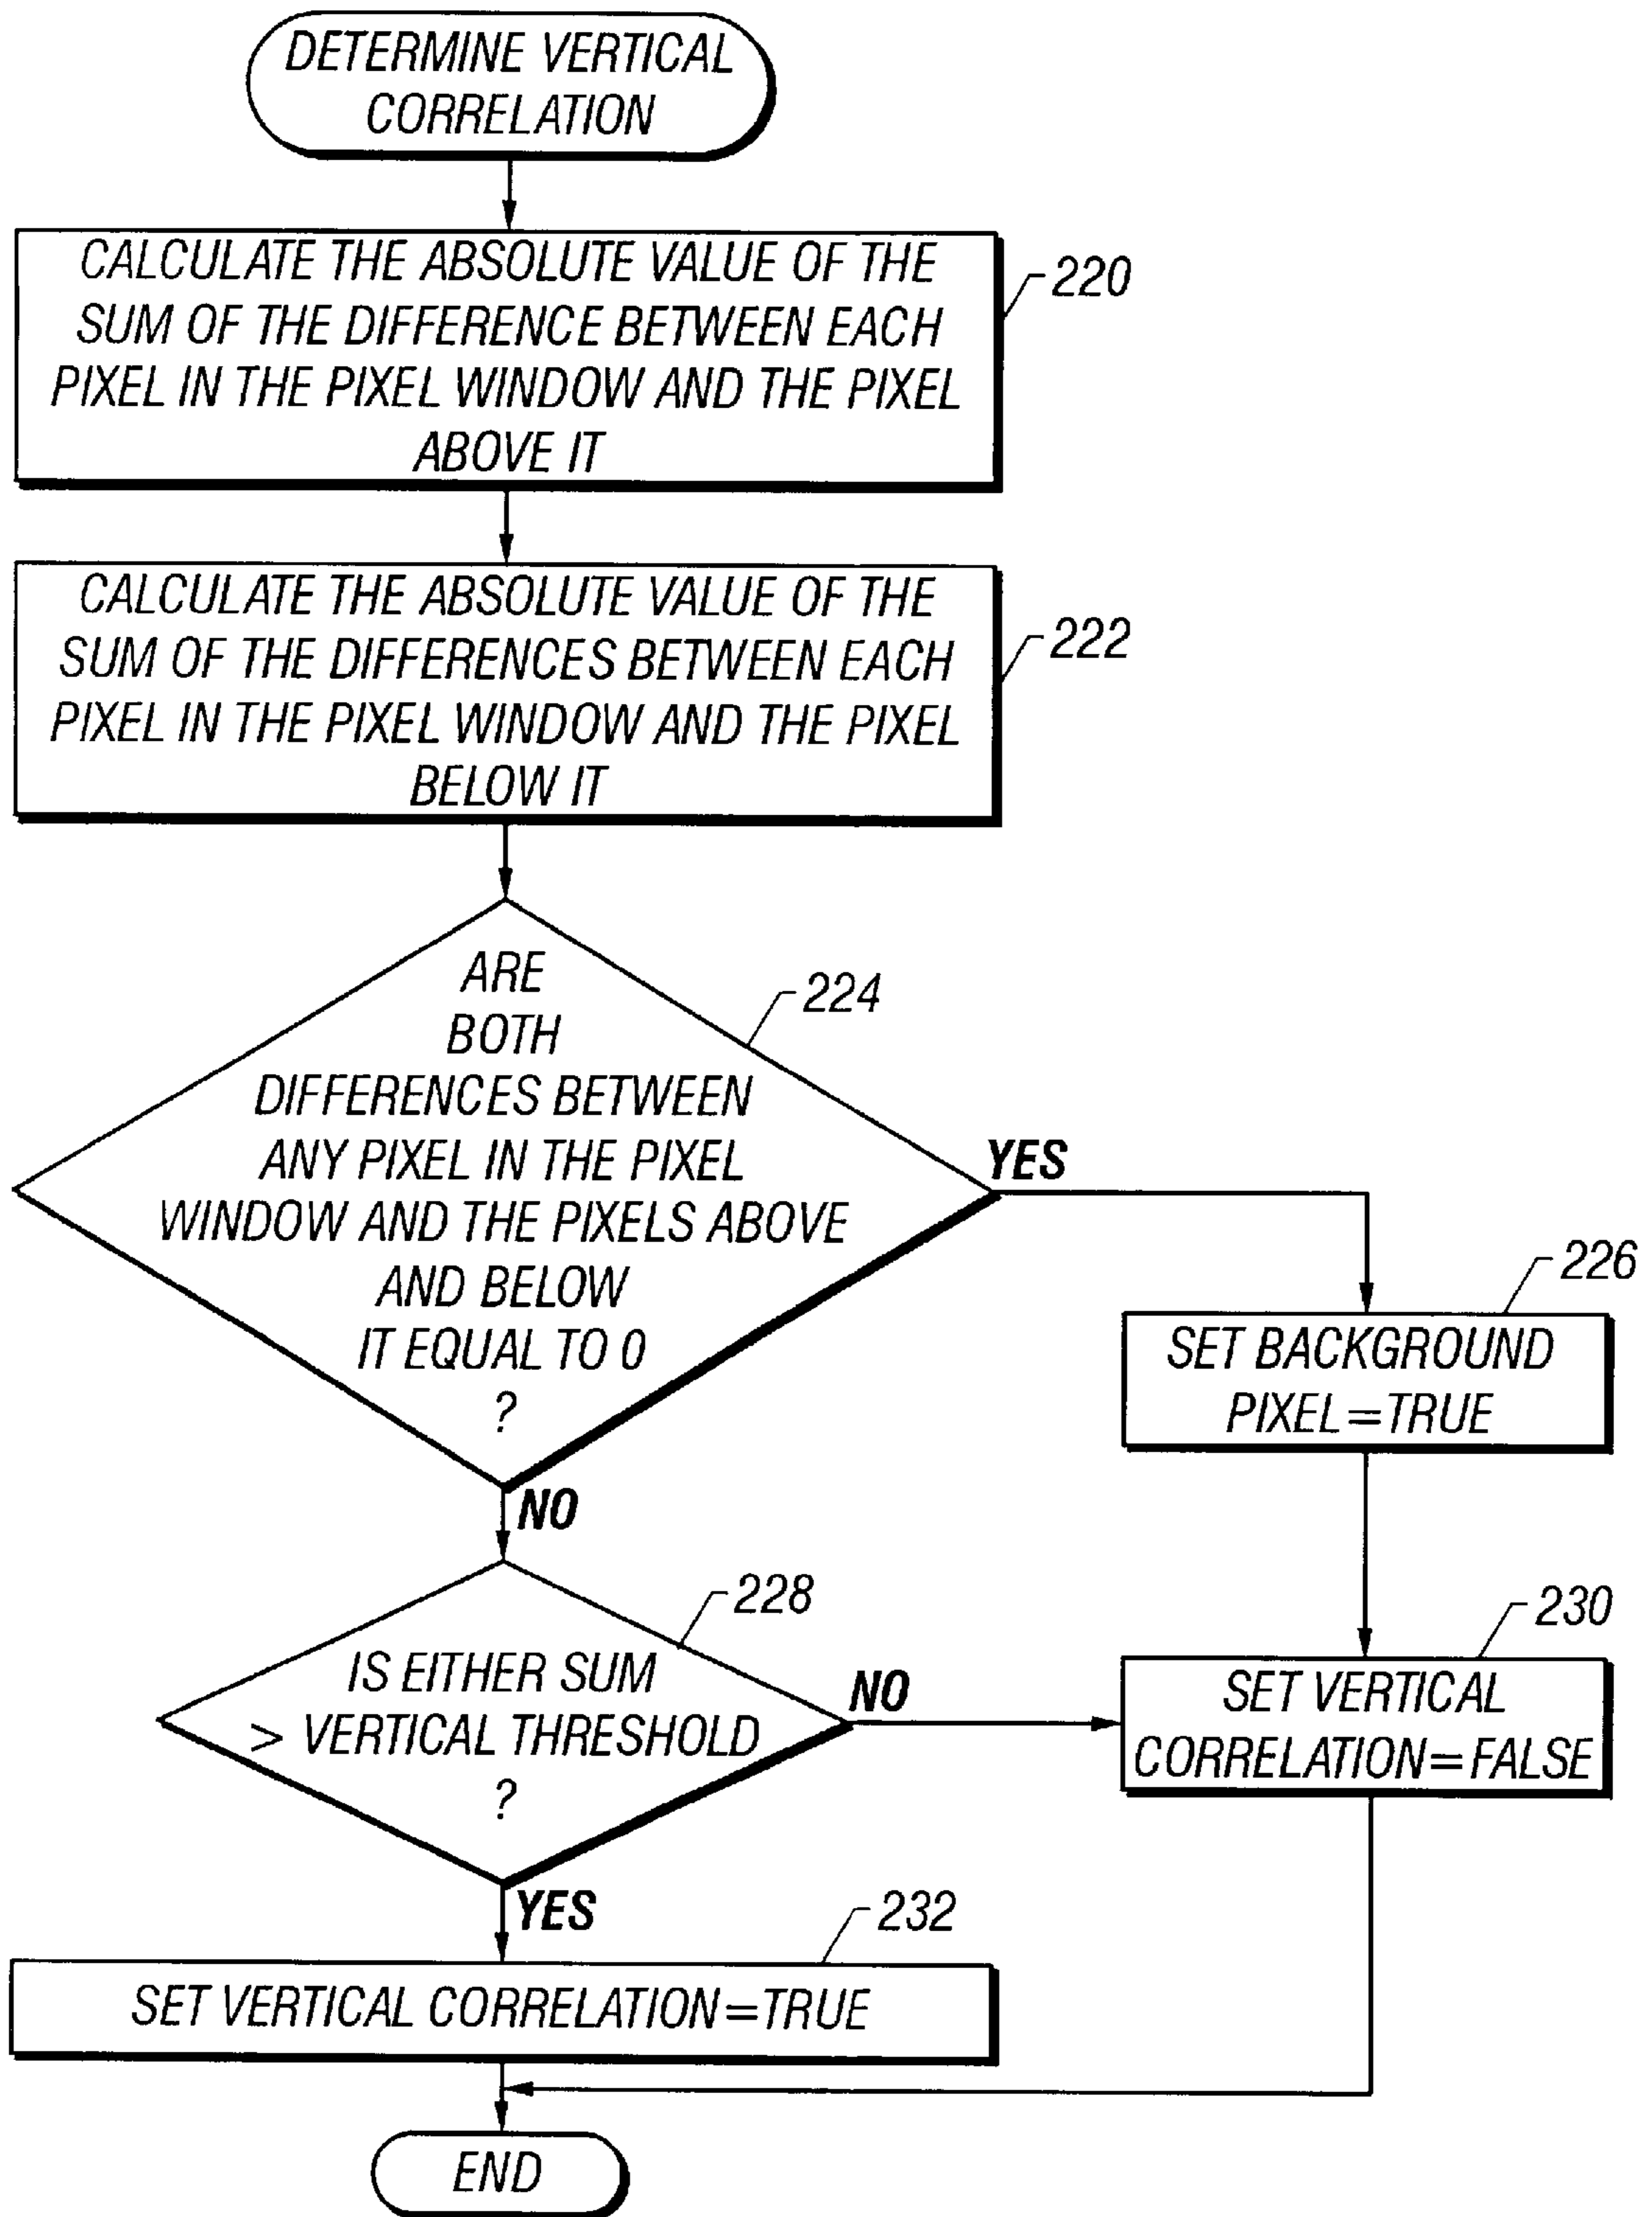 DETERMINE VERTICAL
CORRELATION
CALCULATE THE ABSOLUTE VALUE OF THE
SUM OF THE DIFFERENCE BETWEEN EACH
PIXEL IN THE PIXEL WINDOW AND THE PIXEL
ABOVE IT
220
CALCULATE THE ABSOLUTE VALUE OF THE
SUM OF THE DIFFERENCES BETWEEN EACH
PIXEL IN THE PIXEL WINDOW AND THE PIXEL
BELOW IT
222
ARE
BOTH
DIFFERENCES BETWEEN
ANY PIXEL IN THE PIXEL
WINDOW AND THE PIXELS ABOVE
AND BELOW
IT EQUAL TO 0
?
224
YES
226
SET BACKGROUND
PIXEL=TRUE
NO
228
IS EITHER SUM
> VERTICAL THRESHOLD
?
NO
230
SET VERTICAL
CORRELATION=FALSE
YES
232
SET VERTICAL CORRELATION=TRUE
END